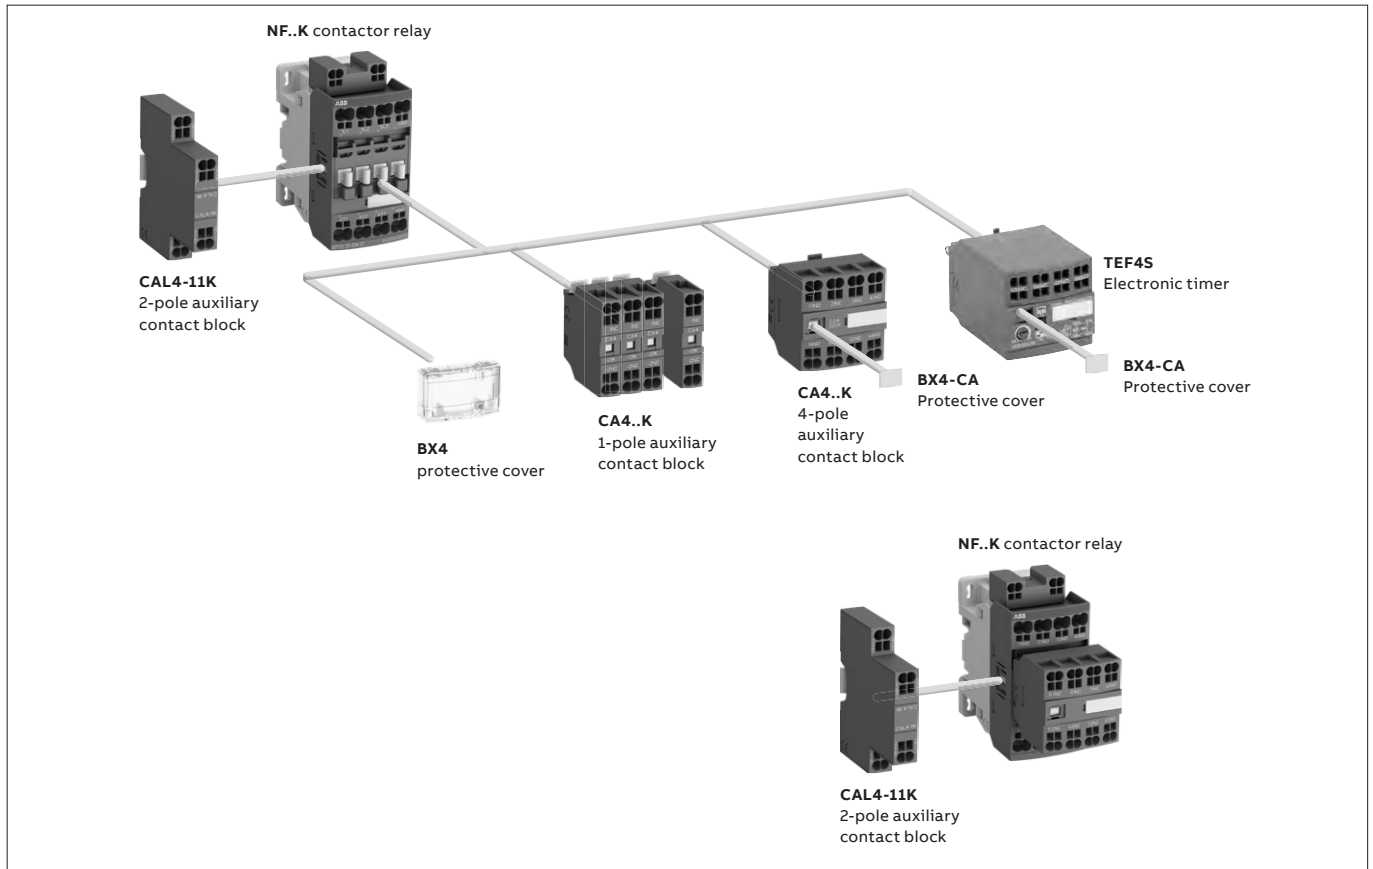 NF..K contactor relay
ABB
CAL4-11K
2-pole auxiliary
contact block
BX4
protective cover
CA4..K
1-pole auxiliary
contact block
CA4..K
4-pole
auxiliary
contact block
BX4-CA
Protective cover
TEF4S
Electronic timer
BX4-CA
Protective cover
NF..K contactor relay
ABB
CAL4-11K
2-pole auxiliary
contact block